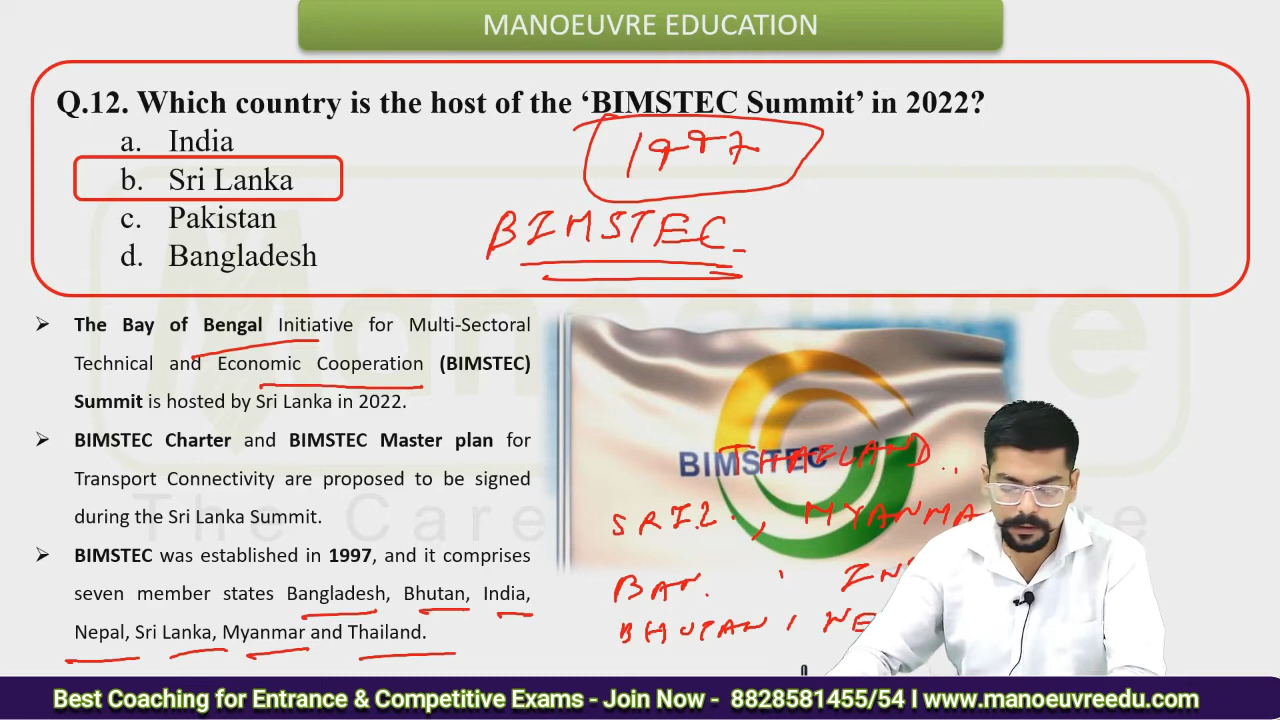 MANOEUVRE EDUCATION
Q.12. Which country is the host of the ‘BIMSTEC Summit’ in 2022?
a. India
b. Sri Lanka
c. Pakistan
d. Bangladesh
1997
BIMSTEC
➢ The Bay of Bengal Initiative for Multi-Sectoral
Technical and Economic Cooperation (BIMSTEC)
Summit is hosted by Sri Lanka in 2022.
➢ BIMSTEC Charter and BIMSTEC Master plan for
Transport Connectivity are proposed to be signed
during the Sri Lanka Summit.
➢ BIMSTEC was established in 1997, and it comprises
seven member states Bangladesh, Bhutan, India,
Nepal, Sri Lanka, Myanmar and Thailand.
BIMSTEC
THAILAND
SRI L. , MYANMA
BAN. ,
BHUTAN ,
Best Coaching for Entrance & Competitive Exams - Join Now - 8828581455/54 I www.manoeuvreedu.com